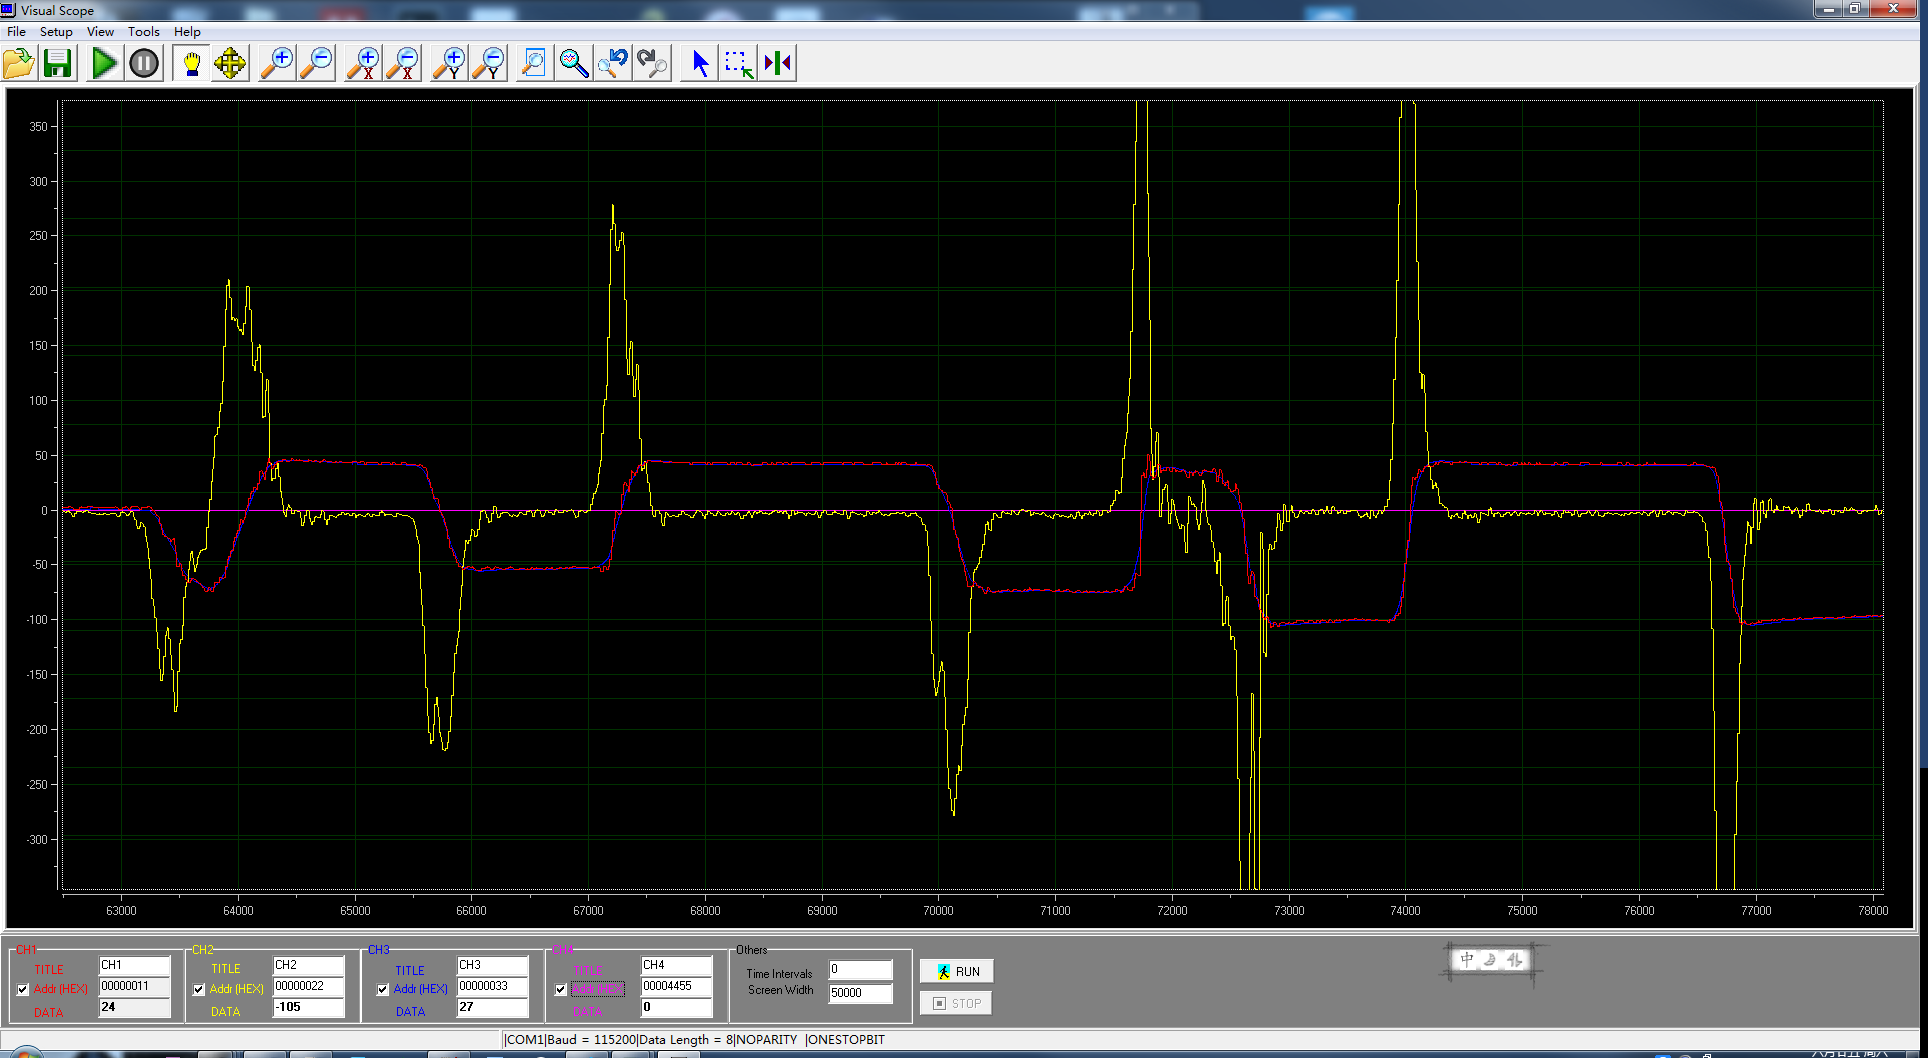 Visual Scope
File Setup View Tools Help
X X Y Y
350
300
250
200
150
100
50
0
-50
-100
-150
-200
-250
-300
63000 64000 65000 66000 67000 68000 69000 70000 71000 72000 73000 74000 75000 76000 77000 78000
CH1
TITLE CH1
Addr(HEX) 00000011
DATA 24
CH2
TITLE CH2
Addr(HEX) 00000022
DATA -105
CH3
TITLE CH3
Addr(HEX) 00000033
DATA 27
CH4
TITLE CH4
Addr(HEX) 00004455
DATA 0
Others
Time Intervals 0
Screen Width 50000
RUN
STOP
中
|COM1|Baud = 115200|Data Length = 8|NOPARITY |ONESTOPBIT